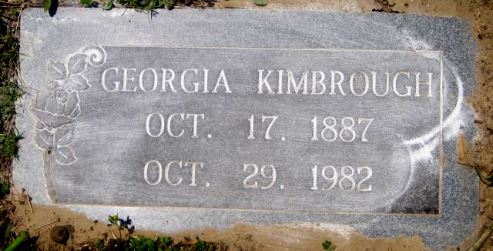 GEORGIA KIMBROUGH
OCT. 17. 1887
OCT. 29. 1982